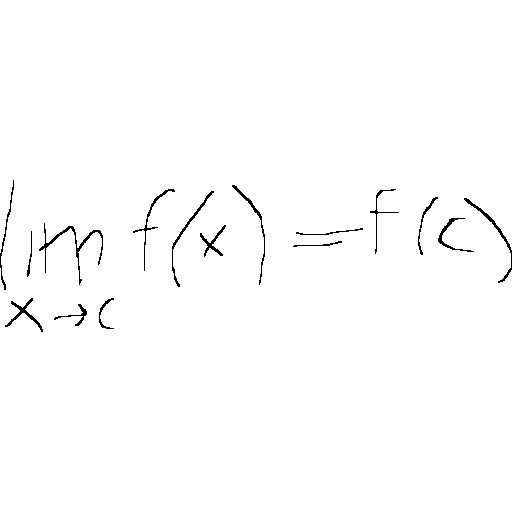 lim f(x) = f(c)
x→c